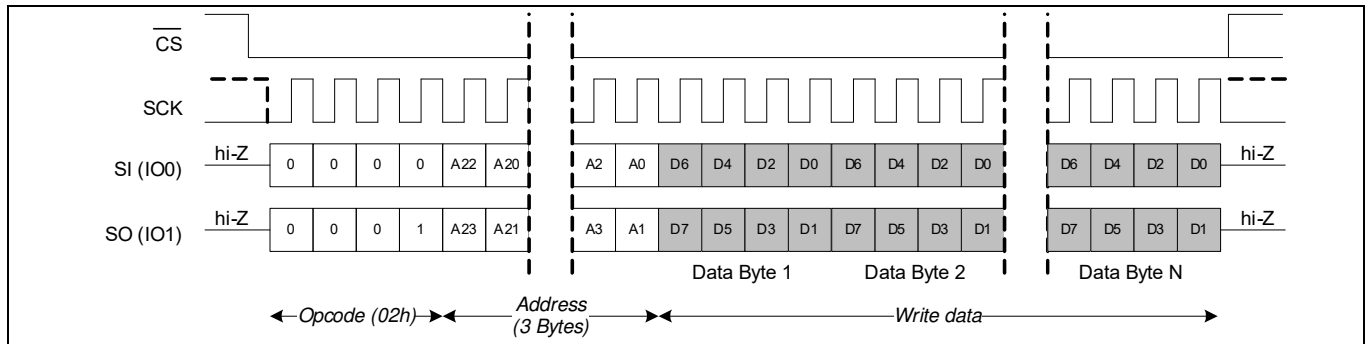 CS
SCK
SI (IO0) hi-Z 0 0 0 0 A22 A20 A2 A0 D6 D4 D2 D0 D6 D4 D2 D0 D6 D4 D2 D0 hi-Z
SO (IO1) hi-Z 0 0 0 1 A23 A21 A3 A1 D7 D5 D3 D1 D7 D5 D3 D1 D7 D5 D3 D1 hi-Z
Data Byte 1 Data Byte 2 Data Byte N
Opcode (02h) Address (3 Bytes) Write data